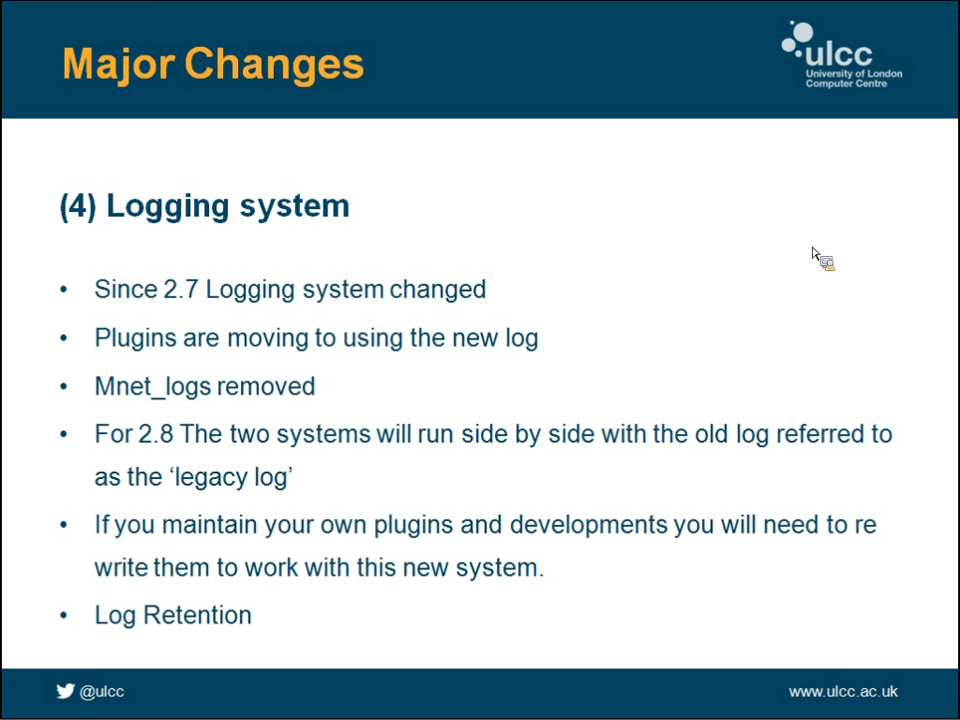 Major Changes
ulcc
University of London
Computer Centre
(4) Logging system
• Since 2.7 Logging system changed
• Plugins are moving to using the new log
• Mnet_logs removed
• For 2.8 The two systems will run side by side with the old log referred to
as the ‘legacy log’
• If you maintain your own plugins and developments you will need to re
write them to work with this new system.
• Log Retention
@ulcc
www.ulcc.ac.uk